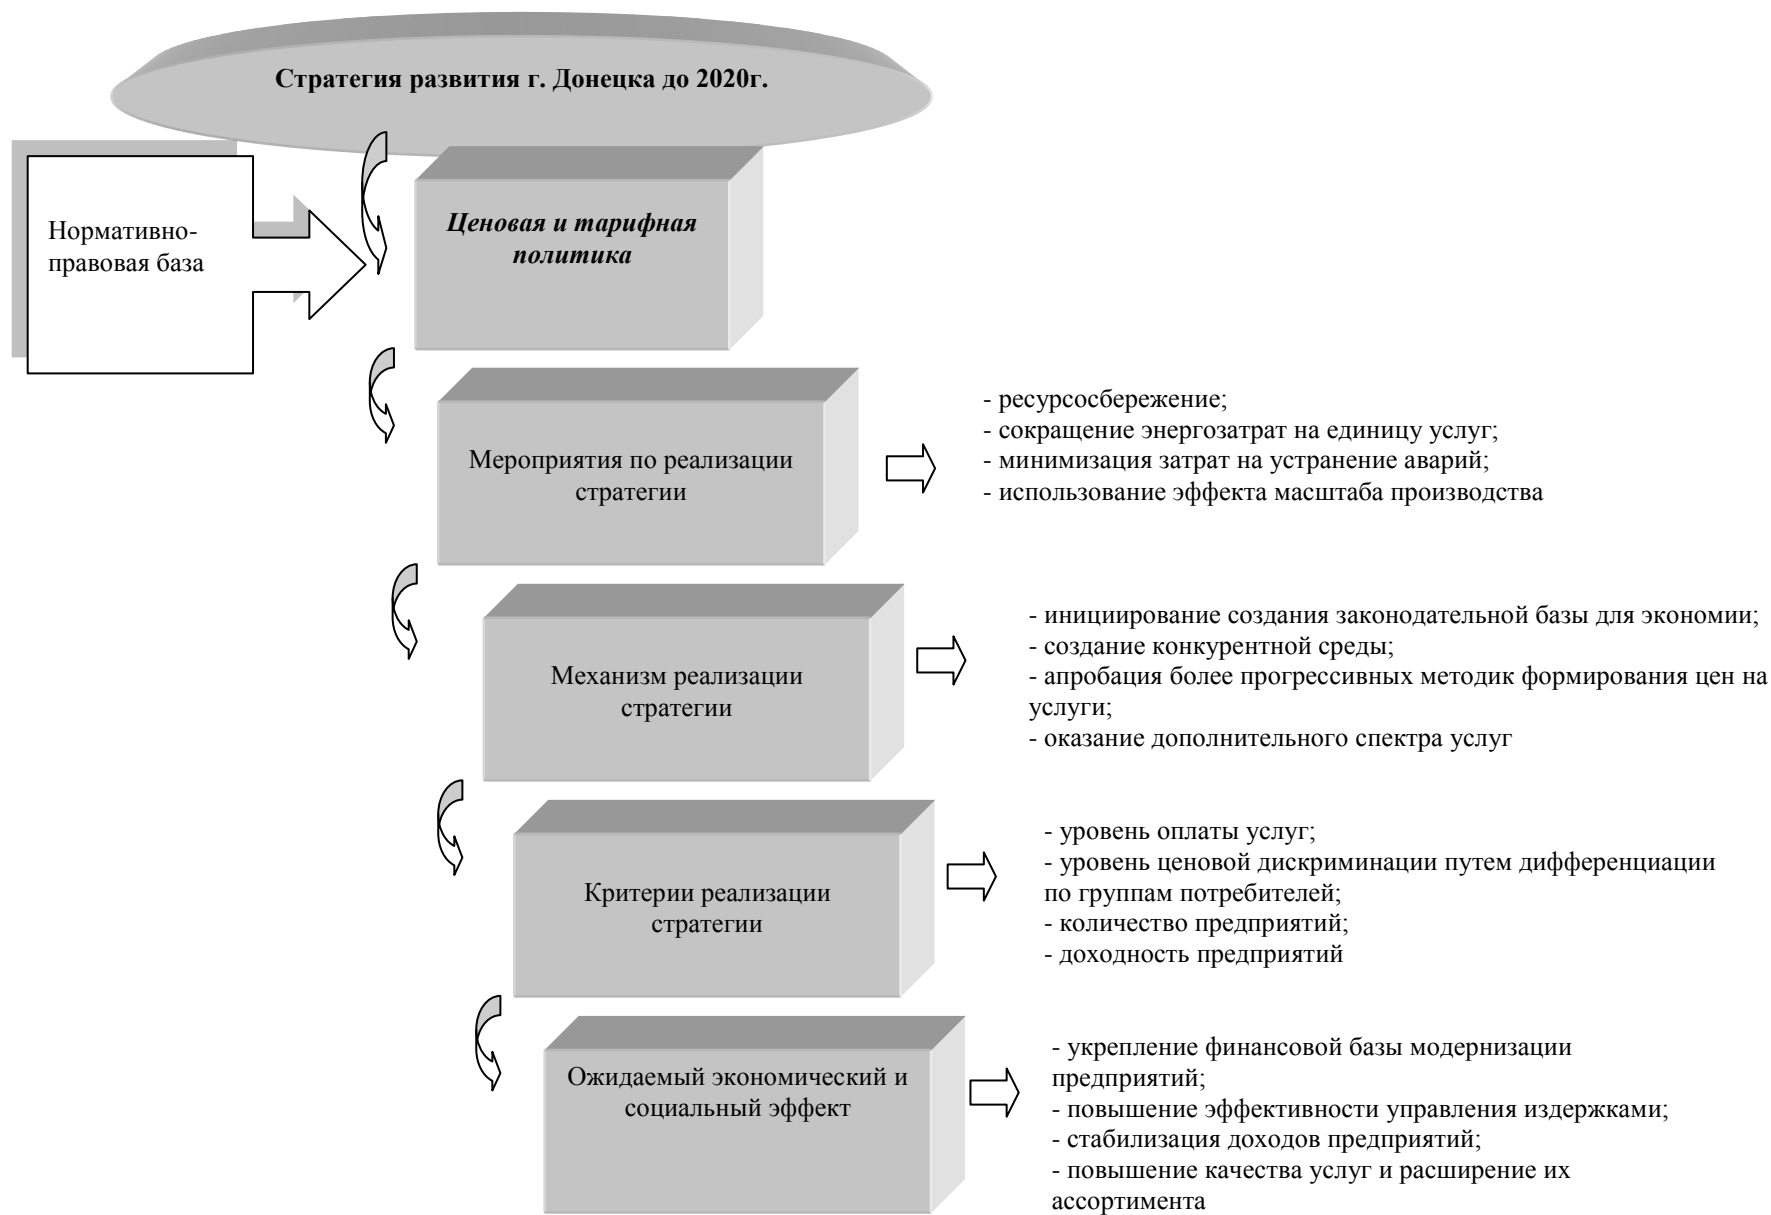 Стратегия развития г. Донецка до 2020г.
Нормативно-
правовая база
Ценовая и тарифная
политика
Мероприятия по реализации
стратегии
- ресурсосбережение;
- сокращение энергозатрат на единицу услуг;
- минимизация затрат на устранение аварий;
- использование эффекта масштаба производства
Механизм реализации
стратегии
- инициирование создания законодательной базы для экономии;
- создание конкурентной среды;
- апробация более прогрессивных методик формирования цен на
услуги;
- оказание дополнительного спектра услуг
Критерии реализации
стратегии
- уровень оплаты услуг;
- уровень ценовой дискриминации путем дифференциации
по группам потребителей;
- количество предприятий;
- доходность предприятий
Ожидаемый экономический и
социальный эффект
- укрепление финансовой базы модернизации
предприятий;
- повышение эффективности управления издержками;
- стабилизация доходов предприятий;
- повышение качества услуг и расширение их
ассортимента